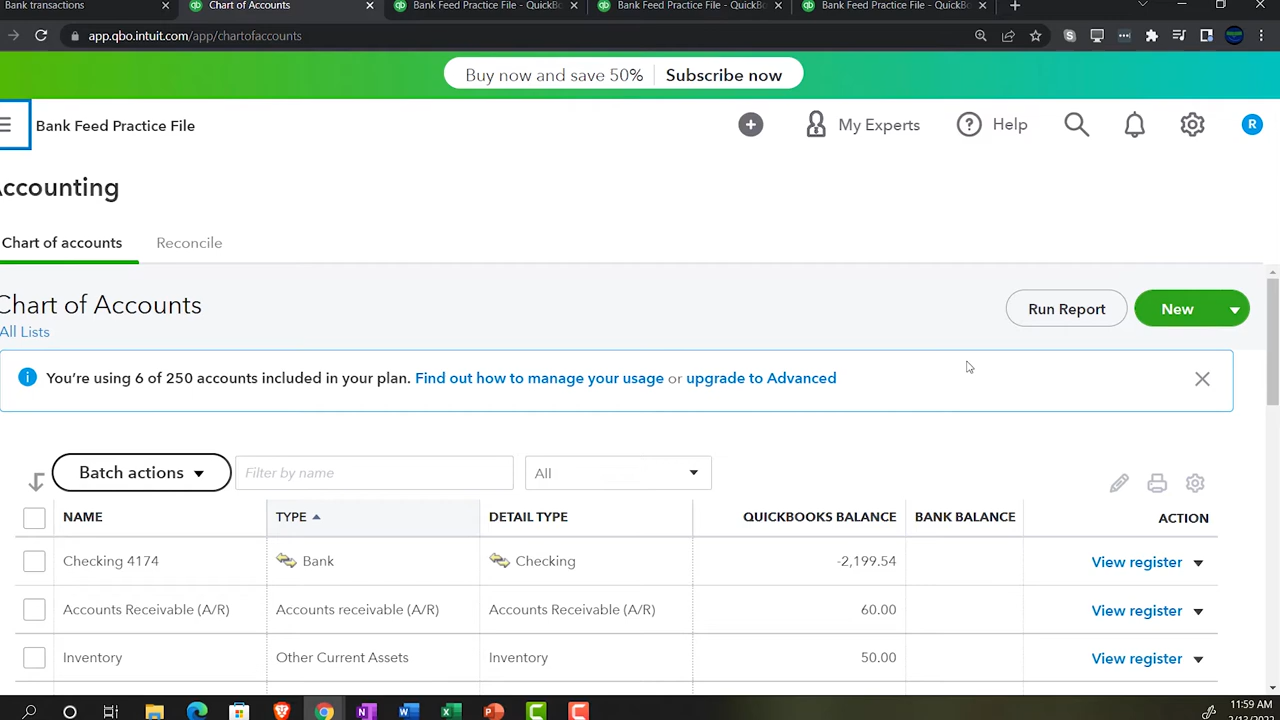 Bank transactions
Chart of Accounts
Bank Feed Practice File - QuickBo
Bank Feed Practice File - QuickBo
Bank Feed Practice File - QuickBo
app.qbo.intuit.com/app/chartofaccounts
Buy now and save 50% Subscribe now
Bank Feed Practice File My Experts Help R
Accounting
Chart of accounts Reconcile
Chart of Accounts
All Lists
Run Report New
You're using 6 of 250 accounts included in your plan. Find out how to manage your usage or upgrade to Advanced
Batch actions Filter by name All
NAME TYPE DETAIL TYPE QUICKBOOKS BALANCE BANK BALANCE ACTION
Checking 4174 Bank Checking -2,199.54 View register
Accounts Receivable (A/R) Accounts receivable (A/R) Accounts Receivable (A/R) 60.00 View register
Inventory Other Current Assets Inventory 50.00 View register
11:59 AM